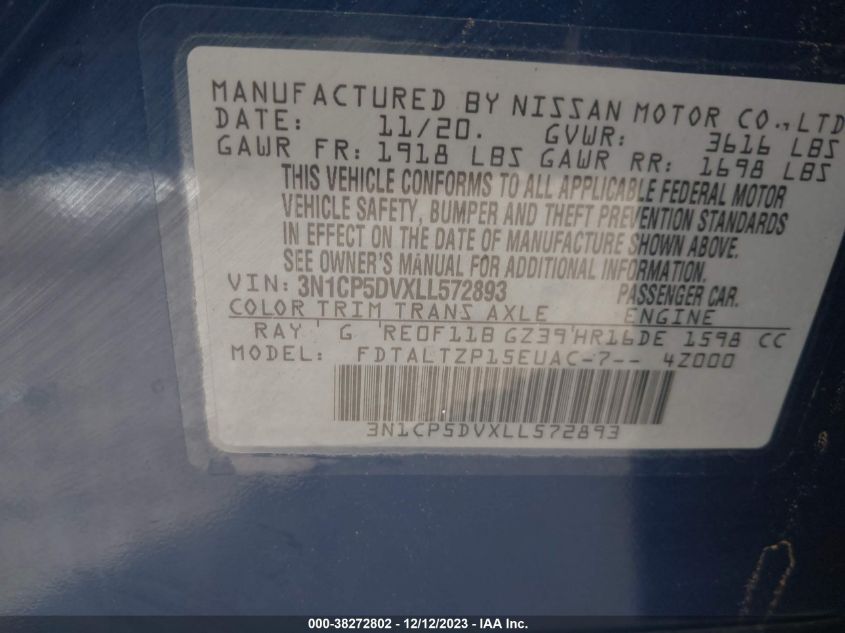 MANUFACTURED BY NISSAN MOTOR CO., LTD
DATE: 11/20. GVWR: 3616 LBS
GAWR FR: 1918 LBS GAWR RR: 1698 LBS
THIS VEHICLE CONFORMS TO ALL APPLICABLE FEDERAL MOTOR
VEHICLE SAFETY, BUMPER AND THEFT PREVENTION STANDARDS
IN EFFECT ON THE DATE OF MANUFACTURE SHOWN ABOVE.
SEE OWNER'S MANUAL FOR ADDITIONAL INFORMATION.
VIN: 3N1CP5DVXLL572893 PASSENGER CAR.
COLOR TRIM TRANS AXLE ENGINE
RAY G RE0F11B GZ39 HR16DE 1598 CC
MODEL: FDTALTZP15EUAC-7-- 4Z000
3N1CP5DVXLL572893
000-38272802 - 12/12/2023 - IAAI.com